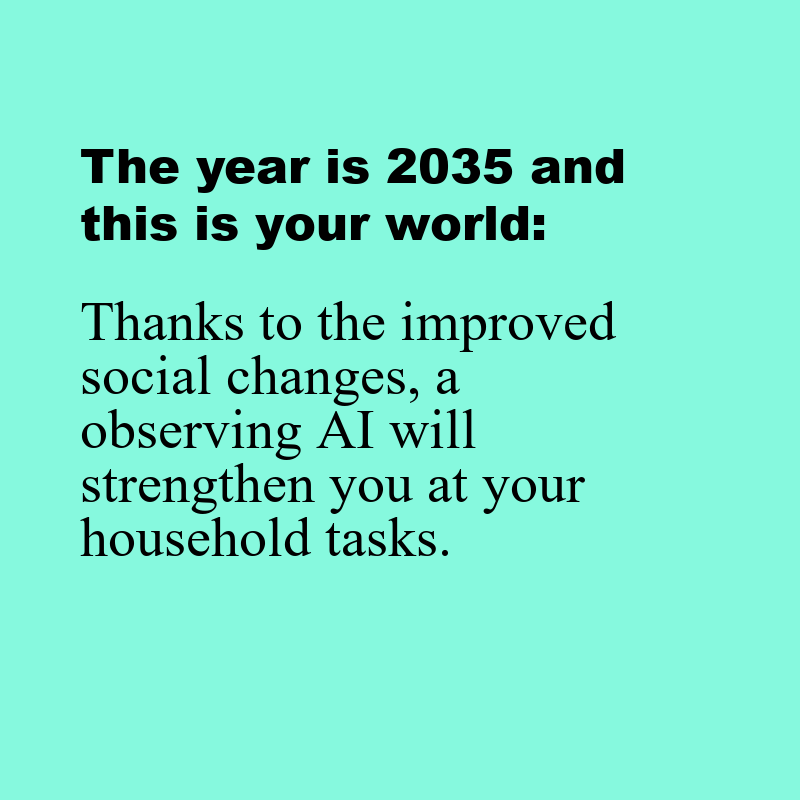 The year is 2035 and
this is your world:
Thanks to the improved
social changes, a
observing AI will
strengthen you at your
household tasks.